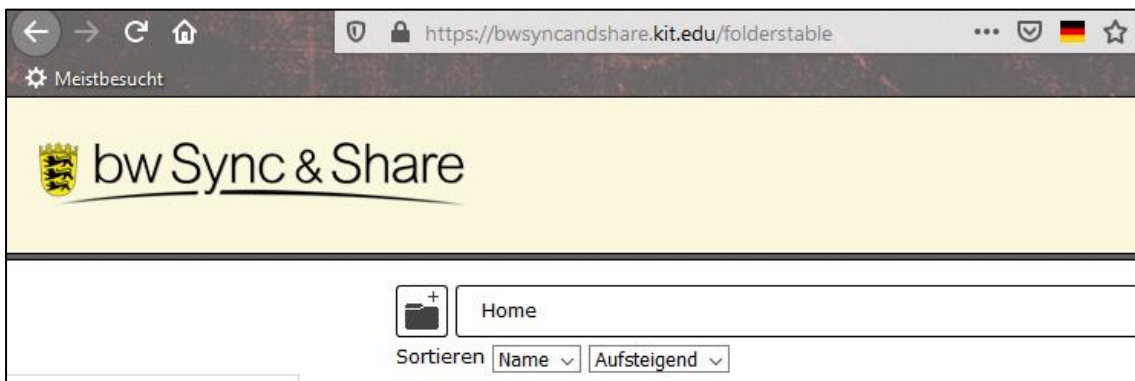 https://bwsyncandshare.kit.edu/folderstable
Meistbesucht
bw Sync & Share
Home
Sortieren Name Aufsteigend